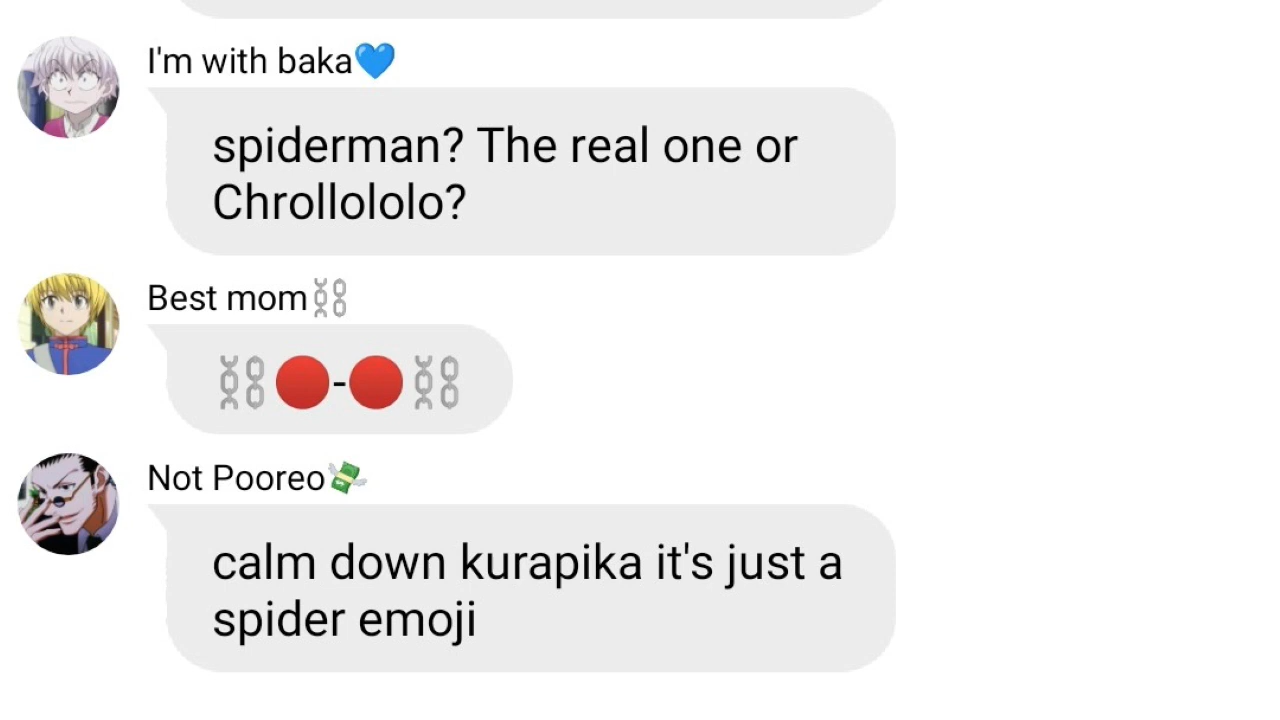 I'm with baka💙
spiderman? The real one or
Chrollololo?
Best mom⛓
⛓🔴-🔴⛓
Not Pooreo💸
calm down kurapika it's just a
spider emoji